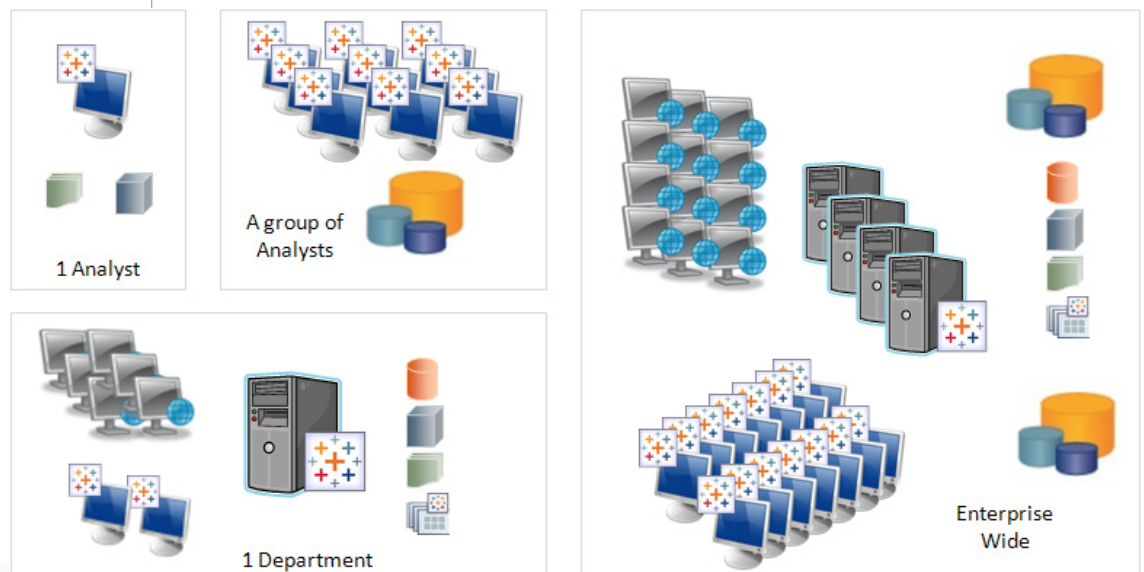 1 Analyst
A group of
Analysts
1 Department
Enterprise
Wide